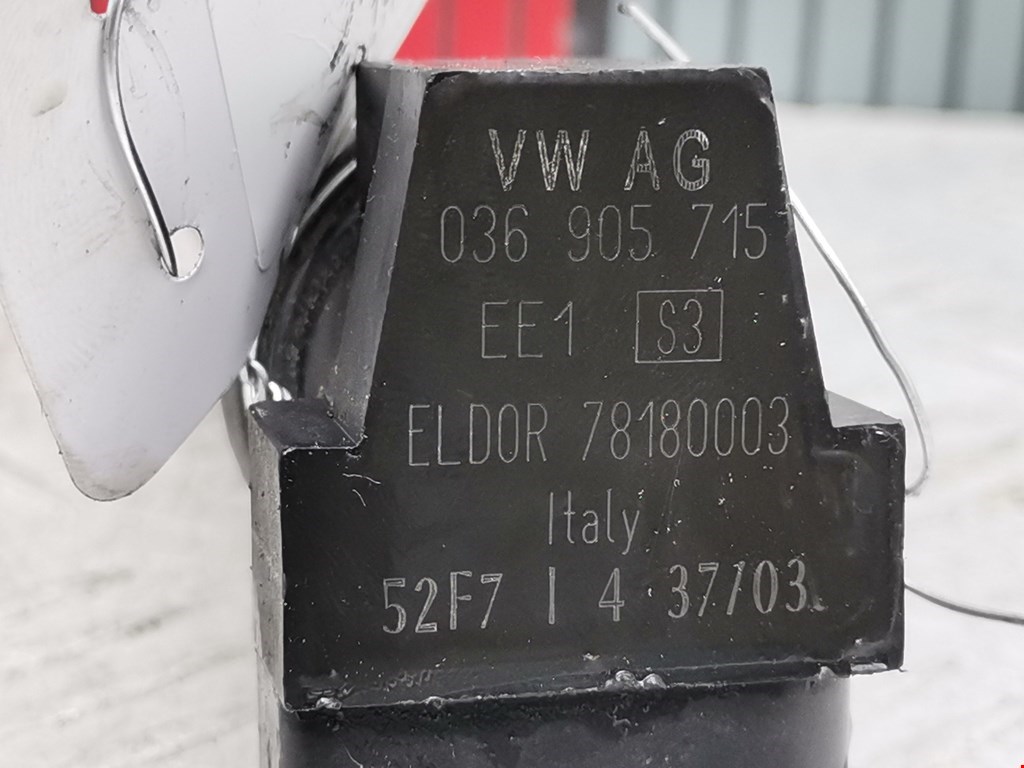 VW AG
036 905 715
EE1 S3
ELDOR 78180003
Italy
52F7 I 4 37/03